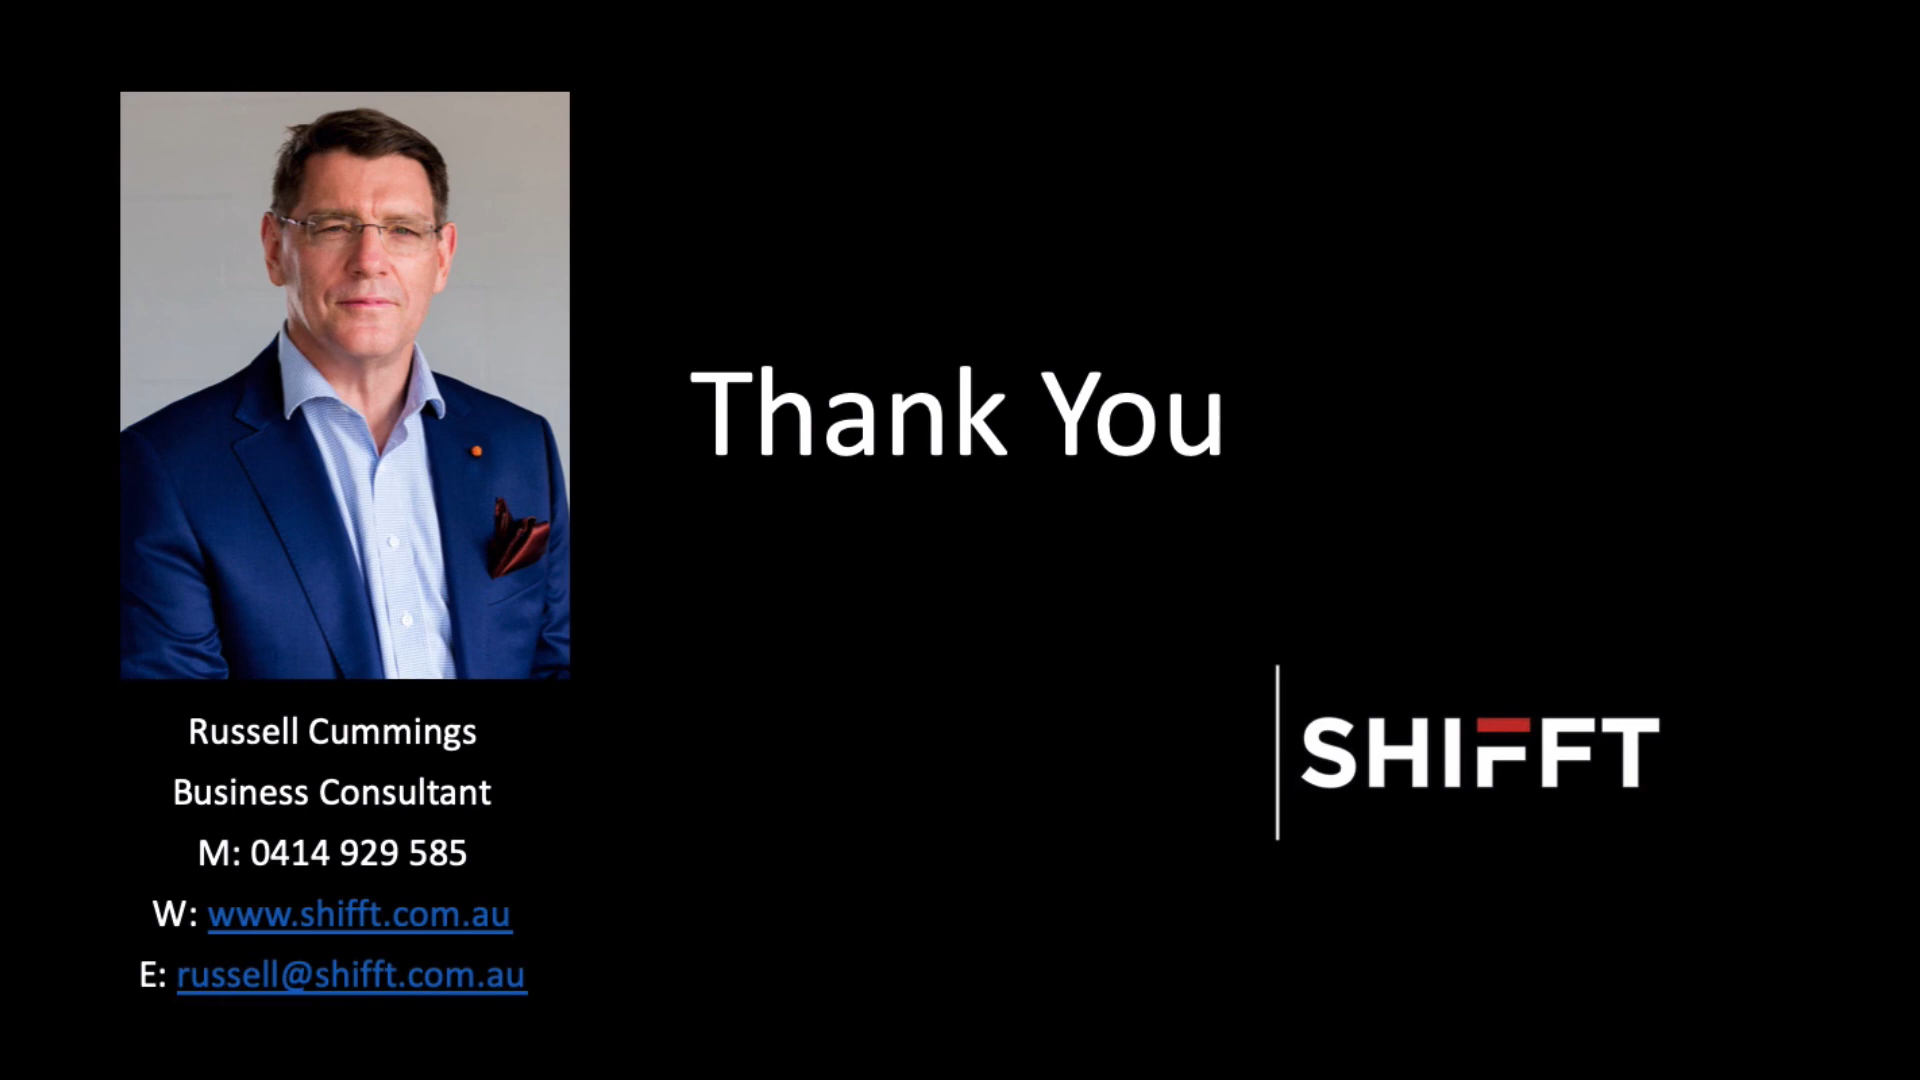 Thank You
SHIFFT
Russell Cummings
Business Consultant
M: 0414 929 585
W: www.shifft.com.au
E: russell@shifft.com.au